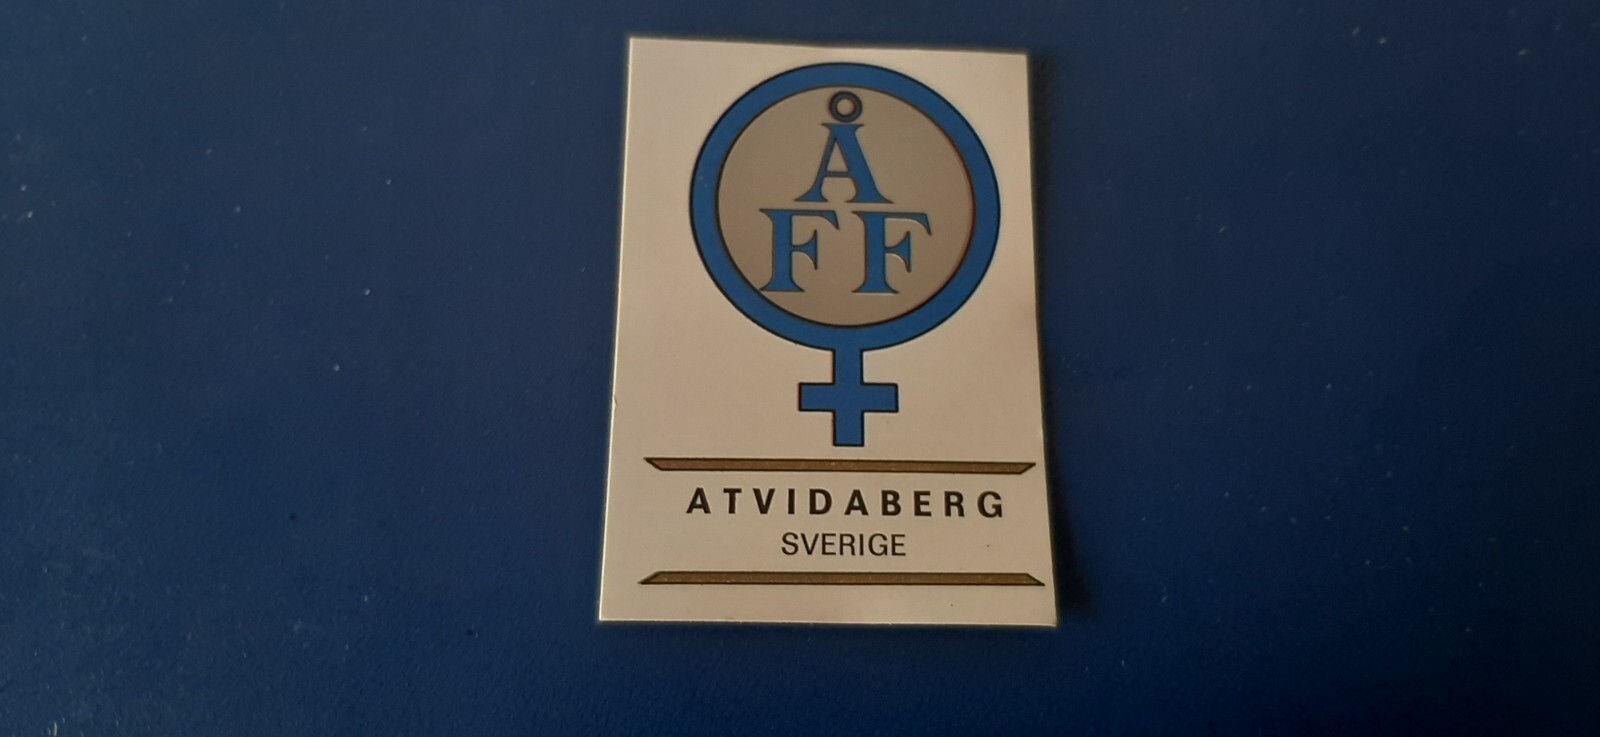 Å
FF
ATVIDABERG
SVERIGE